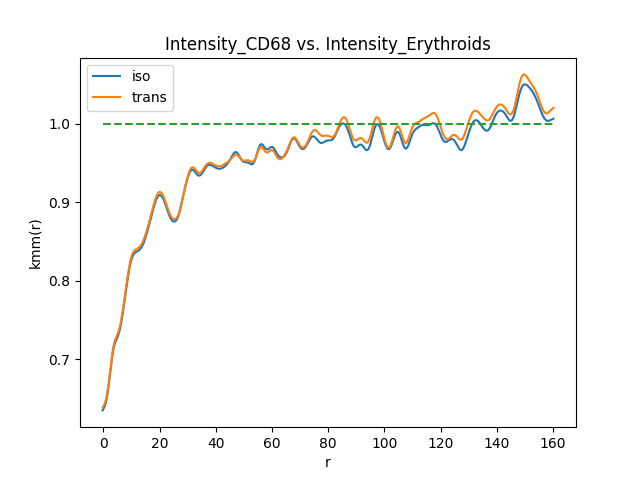 Intensity_CD68 vs. Intensity_Erythroids
iso
trans
kmm(r)
1.0
0.9
0.8
0.7
0 20 40 60 80 100 120 140 160
r